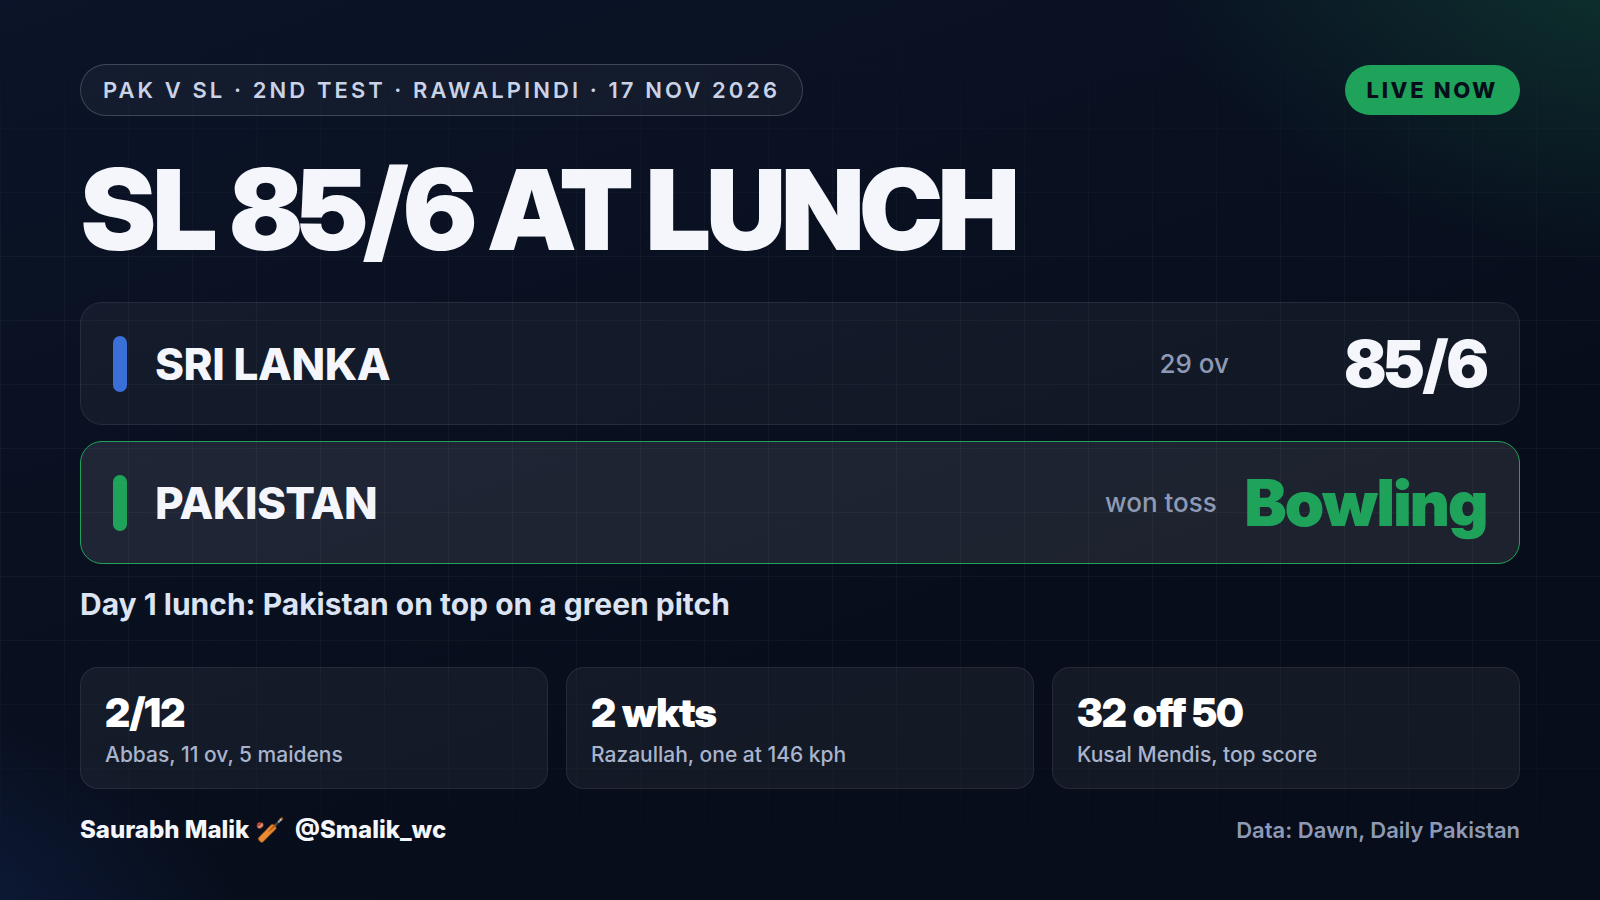 PAK V SL · 2ND TEST · RAWALPINDI · 17 NOV 2026
LIVE NOW
SL 85/6 AT LUNCH
SRI LANKA 29 ov 85/6
PAKISTAN won toss Bowling
Day 1 lunch: Pakistan on top on a green pitch
2/12
Abbas, 11 ov, 5 maidens
2 wkts
Razaullah, one at 146 kph
32 off 50
Kusal Mendis, top score
Saurabh Malik 🏏 @Smalik_wc
Data: Dawn, Daily Pakistan